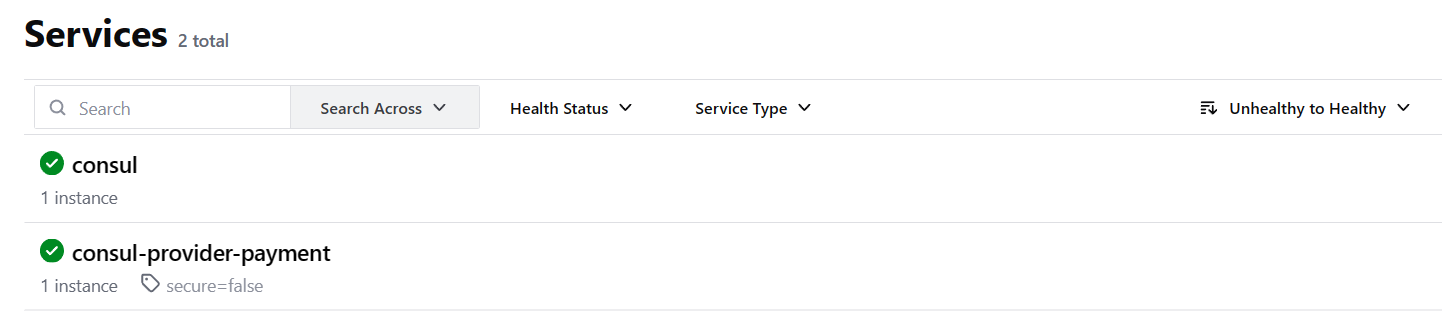 Services 2 total
Search Search Across Health Status Service Type Unhealthy to Healthy
consul
1 instance
consul-provider-payment
1 instance secure=false